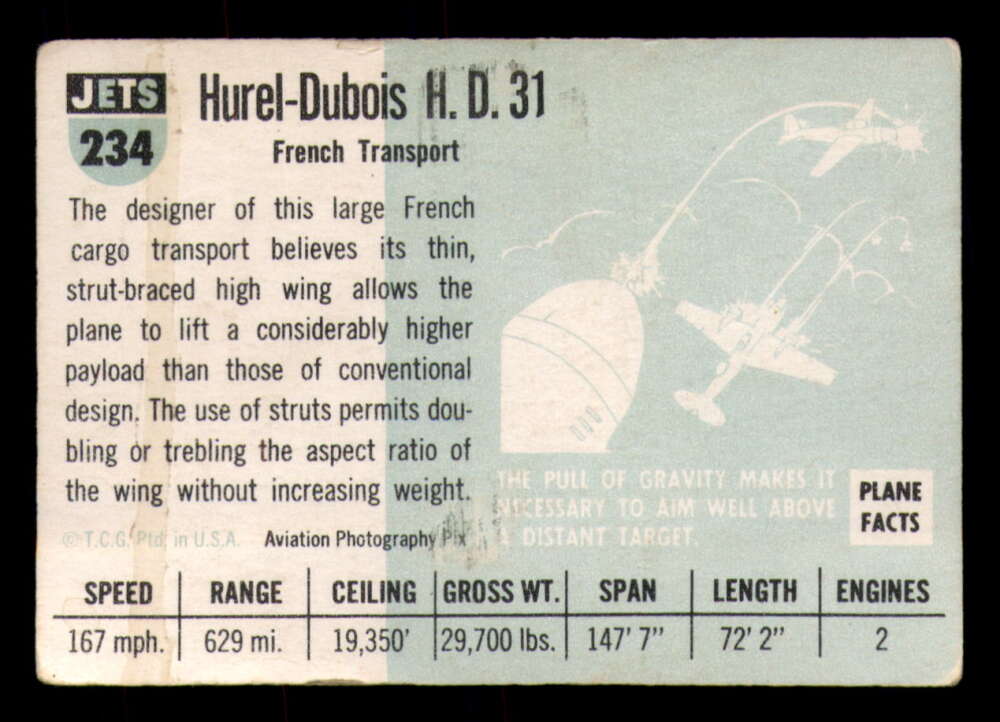 JETS
234
Hurel-Dubois H. D. 31
French Transport
The designer of this large French
cargo transport believes its thin,
strut-braced high wing allows the
plane to lift a considerably higher
payload than those of conventional
design. The use of struts permits dou-
bling or trebling the aspect ratio of
the wing without increasing weight.
© T.C.G. Ptd. in U.S.A. Aviation Photography Pix
THE PULL OF GRAVITY MAKES IT
NECESSARY TO AIM WELL ABOVE
A DISTANT TARGET.
PLANE
FACTS
SPEED RANGE CEILING GROSS WT. SPAN LENGTH ENGINES
167 mph. 629 mi. 19,350' 29,700 lbs. 147' 7" 72' 2" 2